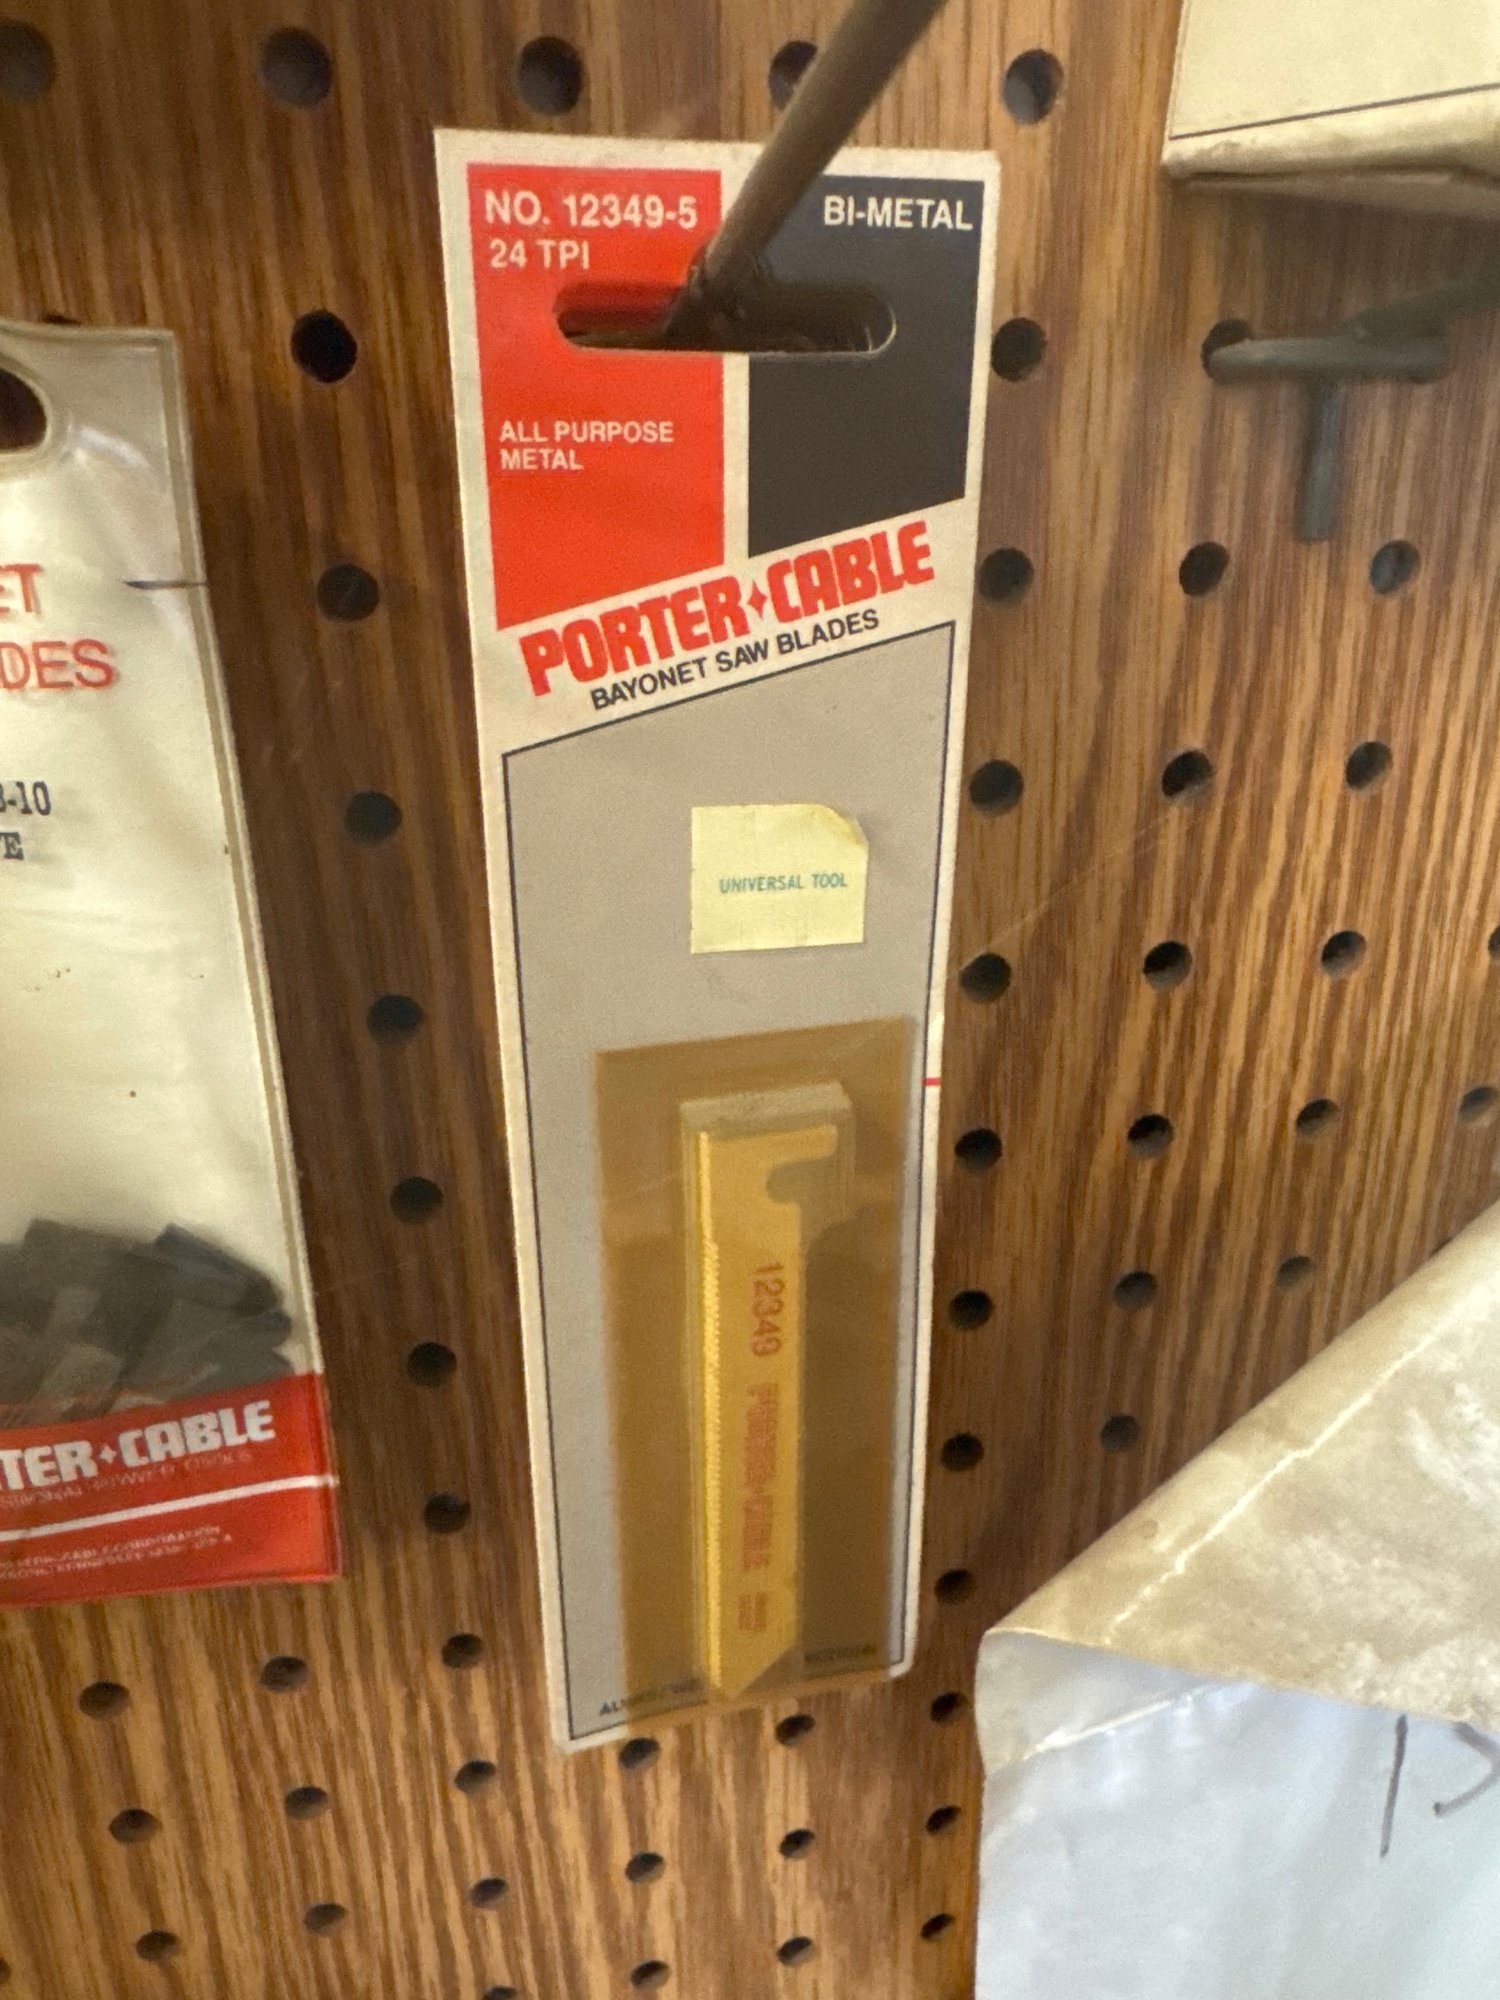 NO. 12349-5
24 TPI
BI-METAL
ALL PURPOSE
METAL
PORTER+CABLE
BAYONET SAW BLADES
UNIVERSAL TOOL
12349 PORTER+CABLE
ET
DES
-10
E
TER+CABLE